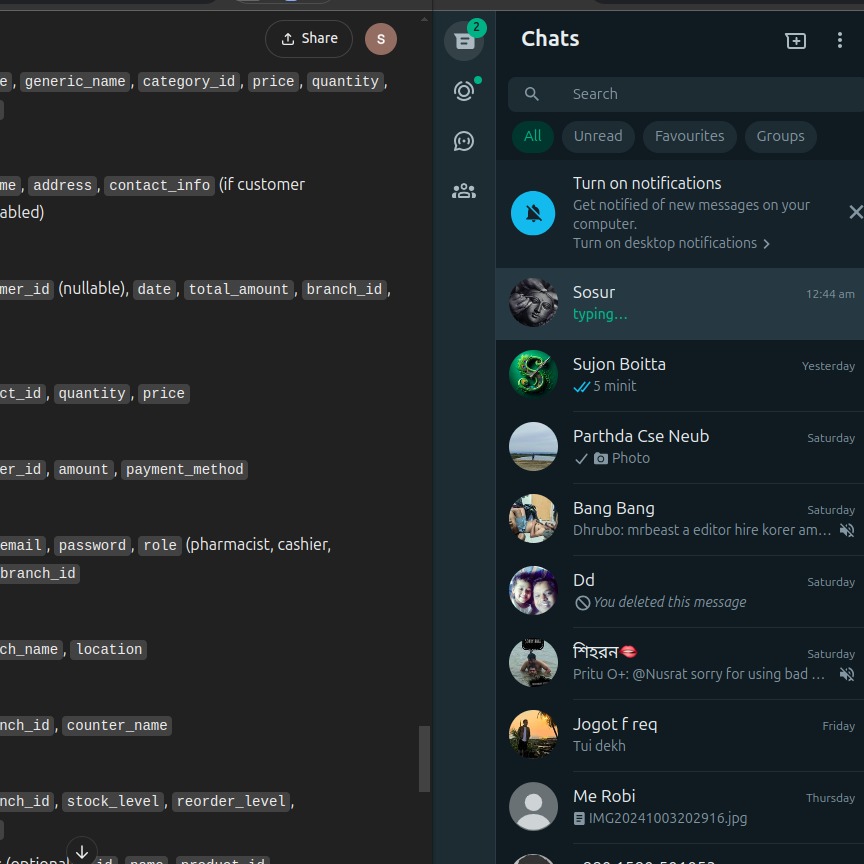 Share
S
e, generic_name, category_id, price, quantity,
me, address, contact_info (if customer
abled)
mer_id (nullable), date, total_amount, branch_id,
ct_id, quantity, price
er_id, amount, payment_method
email, password, role (pharmacist, cashier,
branch_id
ch_name, location
nch_id, counter_name
nch_id, stock_level, reorder_level,
(optional id, name, product_id
2
Chats
Search
All Unread Favourites Groups
Turn on notifications
Get notified of new messages on your
computer.
Turn on desktop notifications >
Sosur 12:44 am
typing...
Sujon Boitta Yesterday
5 minit
Parthda Cse Neub Saturday
Photo
Bang Bang Saturday
Dhrubo: mrbeast a editor hire korer am...
Dd Saturday
You deleted this message
শিহরন🫦 Saturday
Pritu O+: @Nusrat sorry for using bad ...
Jogot f req Friday
Tui dekh
Me Robi Thursday
IMG20241003202916.jpg